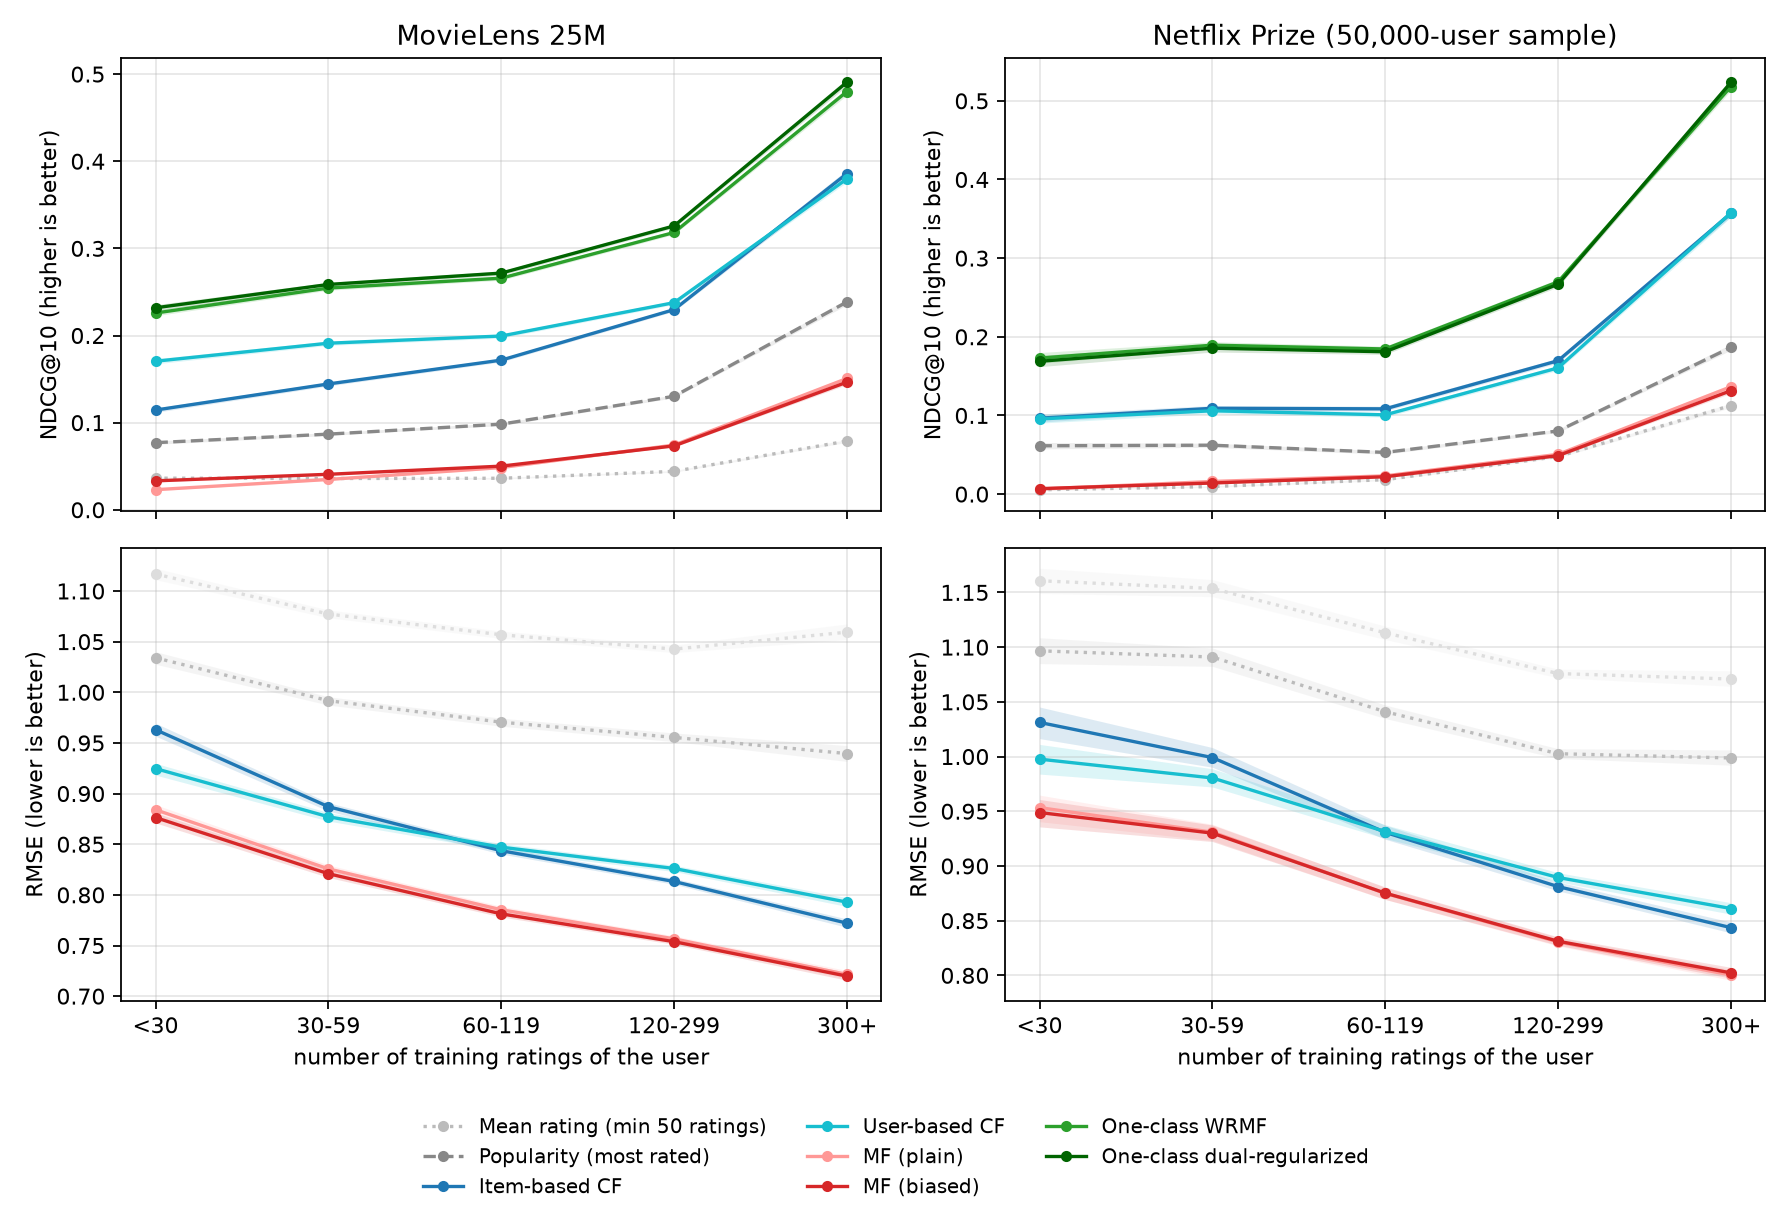 MovieLens 25M
NDCG@10 (higher is better)
0.5
0.4
0.3
0.2
0.1
0.0
Netflix Prize (50,000-user sample)
NDCG@10 (higher is better)
0.5
0.4
0.3
0.2
0.1
0.0
RMSE (lower is better)
1.10
1.05
1.00
0.95
0.90
0.85
0.80
0.75
0.70
<30 30-59 60-119 120-299 300+
number of training ratings of the user
RMSE (lower is better)
1.15
1.10
1.05
1.00
0.95
0.90
0.85
0.80
<30 30-59 60-119 120-299 300+
number of training ratings of the user
Mean rating (min 50 ratings)
Popularity (most rated)
Item-based CF
User-based CF
MF (plain)
MF (biased)
One-class WRMF
One-class dual-regularized